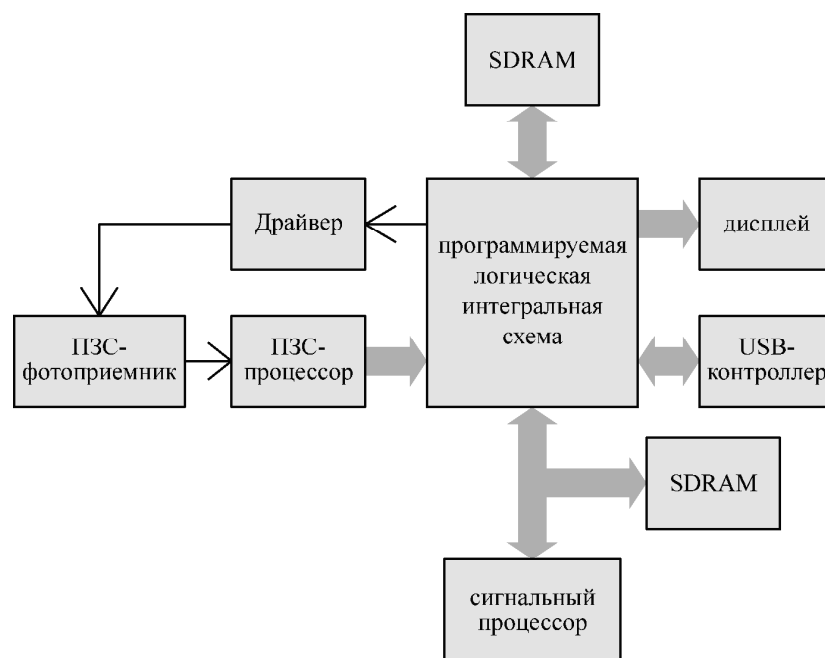 SDRAM
Драйвер
программируемая
логическая
интегральная
схема
дисплей
ПЗС-
фотоприемник
ПЗС-
процессор
USB-
контроллер
SDRAM
сигнальный
процессор